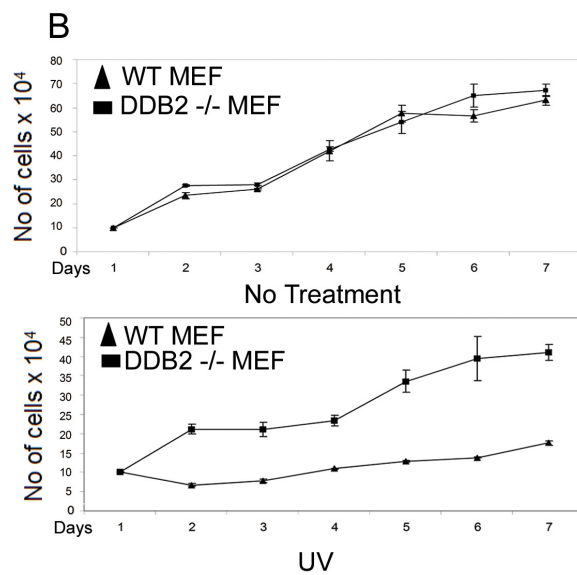 B
No of cells x 10⁴
80
70
60
50
40
30
20
10
0
WT MEF
DDB2 -/- MEF
Days 1 2 3 4 5 6 7
No Treatment
No of cells x 10⁴
50
45
40
35
30
25
20
15
10
5
0
WT MEF
DDB2 -/- MEF
Days 1 2 3 4 5 6 7
UV